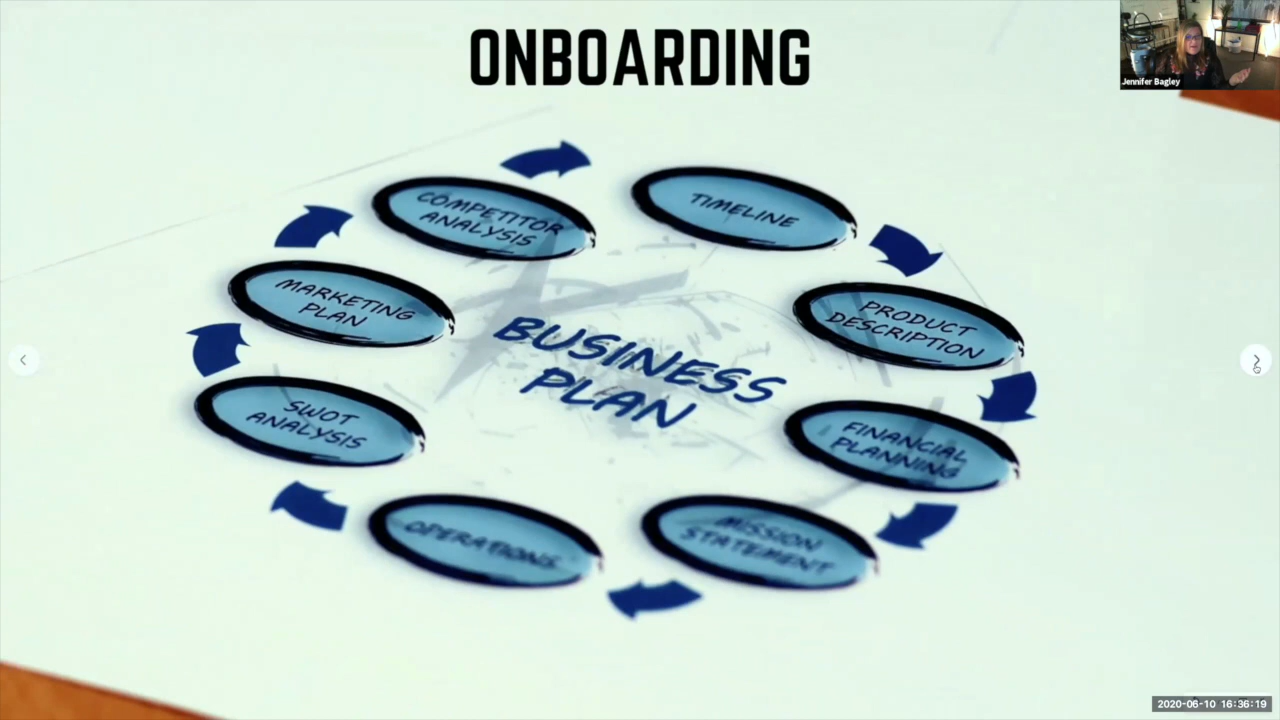 ONBOARDING
Jennifer Bagley
COMPETITOR
ANALYSIS
TIMELINE
MARKETING
PLAN
PRODUCT
DESCRIPTION
BUSINESS
PLAN
SWOT
ANALYSIS
FINANCIAL
PLANNING
OPERATIONS
MISSION
STATEMENT
2020-06-10 16:36:19